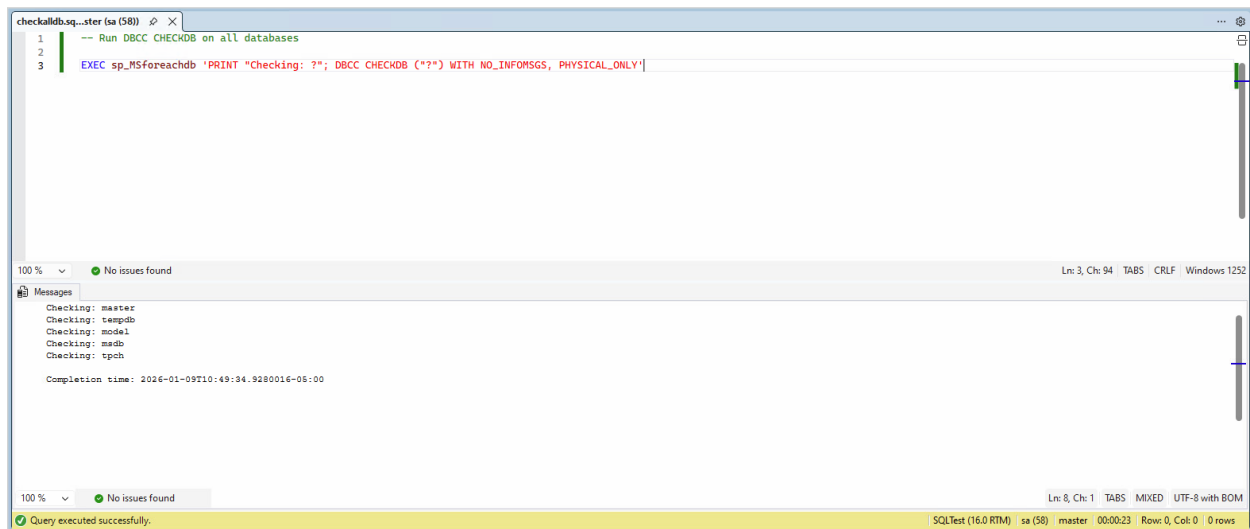 checkalldb.sq...ster (sa (58))
1 -- Run DBCC CHECKDB on all databases
2
3 EXEC sp_MSforeachdb 'PRINT "Checking: ?"; DBCC CHECKDB ("?") WITH NO_INFOMSGS, PHYSICAL_ONLY'
100 % No issues found Ln: 3, Ch: 94 TABS CRLF Windows 1252
Messages
Checking: master
Checking: tempdb
Checking: model
Checking: msdb
Checking: tpch
Completion time: 2026-01-09T10:49:34.9280016-05:00
100 % No issues found Ln: 8, Ch: 1 TABS MIXED UTF-8 with BOM
Query executed successfully. SQLTest (16.0 RTM) sa (58) master 00:00:23 Row: 0, Col: 0 0 rows